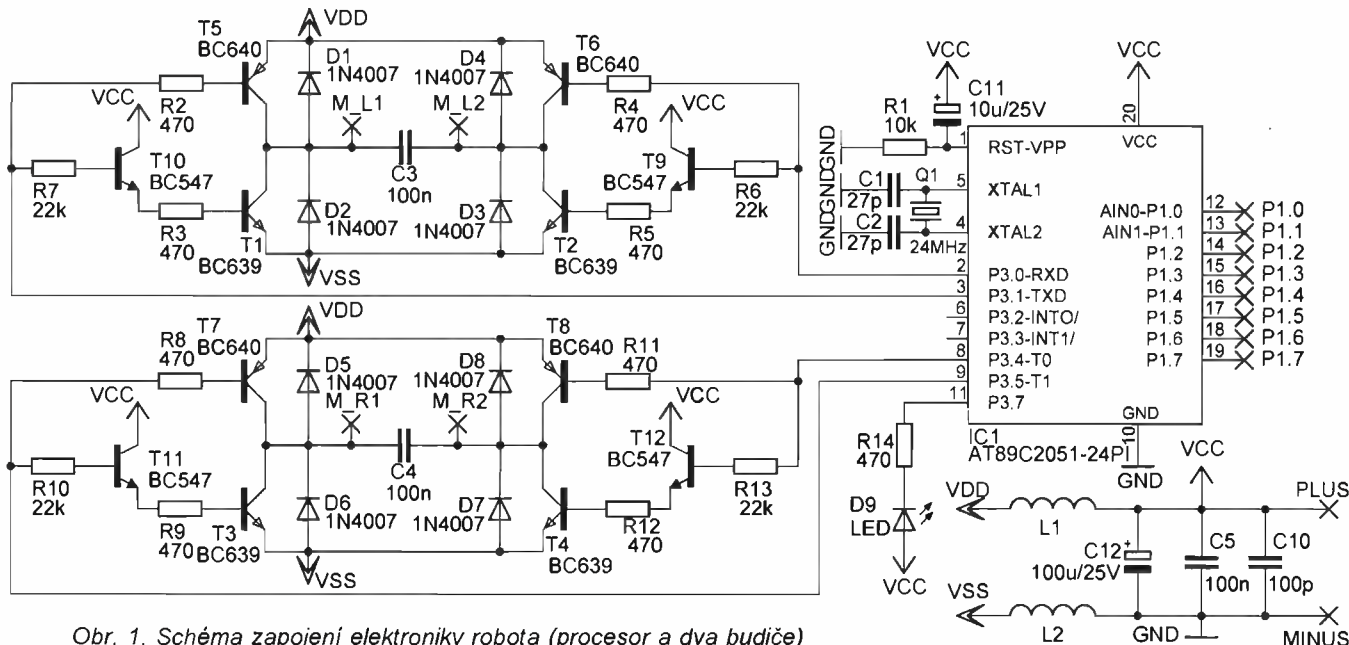 T5
BC640
VDD
D1
1N4007
D4
1N4007
T6
BC640
R2
470
VCC
M_L1
M_L2
R4
470
VCC
T10
BC547
C3
100n
T9
BC547
R7
22k
R3
470
T1
BC639
D2
1N4007
D3
1N4007
T2
BC639
R5
470
R6
22k
VSS
VDD
T7
BC640
R8
470
VCC
D5
1N4007
M_R1
D8
1N4007
M_R2
T8
BC640
R11
470
VCC
T11
BC547
C4
100n
T12
BC547
R10
22k
R9
470
T3
BC639
D6
1N4007
D7
1N4007
T4
BC639
R12
470
R13
22k
VSS
VCC
C11
+
10u/25V
R1
10k
VCC
20
VCC
GND
GND
GND
C1
27p
C2
27p
Q1
24MHz
1 RST-VPP
5 XTAL1
4 XTAL2
2 P3.0-RXD
3 P3.1-TXD
6 P3.2-INTO/
7 P3.3-INT1/
8 P3.4-T0
9 P3.5-T1
11 P3.7
AIN0-P1.0 12 P1.0
AIN1-P1.1 13 P1.1
P1.2 14 P1.2
P1.3 15 P1.3
P1.4 16 P1.4
P1.5 17 P1.5
P1.6 18 P1.6
P1.7 19 P1.7
GND
10
GND
IC1
AT89C2051-24PI
R14
470
D9
LED
VCC
VCC
VDD
L1
PLUS
C12
+
100u/25V
C5
100n
C10
100p
VSS
L2
GND
MINUS
Obr. 1. Schéma zapojení elektroniky robota (procesor a dva budiče)